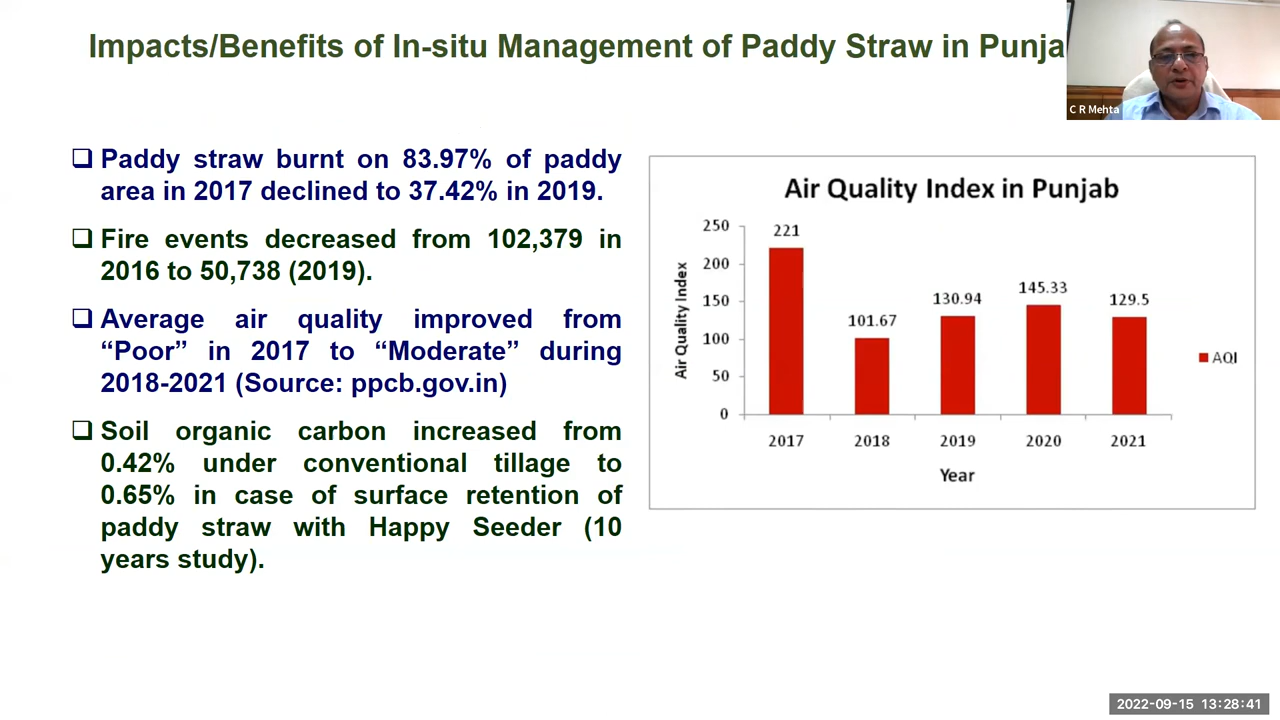 Impacts/Benefits of In-situ Management of Paddy Straw in Punja
C R Mehta
Paddy straw burnt on 83.97% of paddy
area in 2017 declined to 37.42% in 2019.
Fire events decreased from 102,379 in
2016 to 50,738 (2019).
Average air quality improved from
“Poor” in 2017 to “Moderate” during
2018-2021 (Source: ppcb.gov.in)
Soil organic carbon increased from
0.42% under conventional tillage to
0.65% in case of surface retention of
paddy straw with Happy Seeder (10
years study).
Air Quality Index in Punjab
Air Quality Index
250
200
150
100
50
0
221
101.67
130.94
145.33
129.5
2017 2018 2019 2020 2021
Year
AQI
2022-09-15 13:28:41